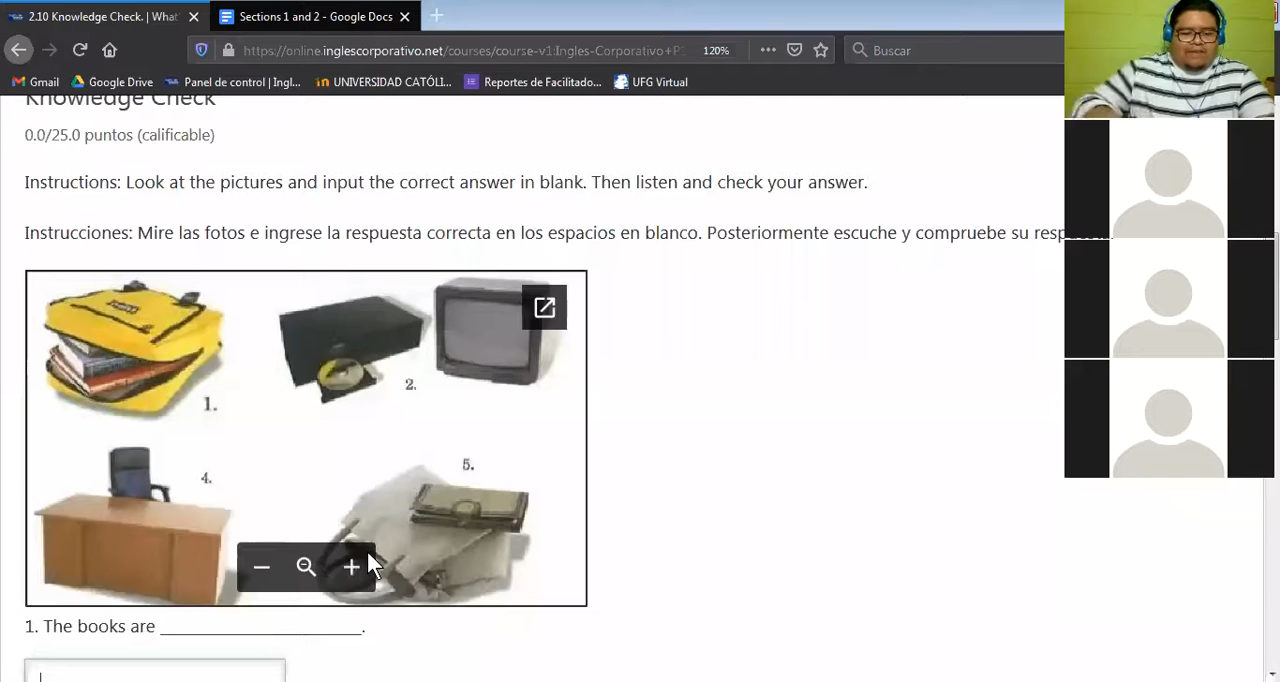 2.10 Knowledge Check. | What'
Sections 1 and 2 - Google Docs
https://online.inglescorporativo.net/courses/course-v1:Ingles-Corporativo+P
120%
Buscar
Gmail
Google Drive
Panel de control | Ingl...
UNIVERSIDAD CATÓLI...
Reportes de Facilitado...
UFG Virtual
Knowledge Check
0.0/25.0 puntos (calificable)
Instructions: Look at the pictures and input the correct answer in blank. Then listen and check your answer.
Instrucciones: Mire las fotos e ingrese la respuesta correcta en los espacios en blanco. Posteriormente escuche y compruebe su
1.
2.
4.
5.
1. The books are ______________________.